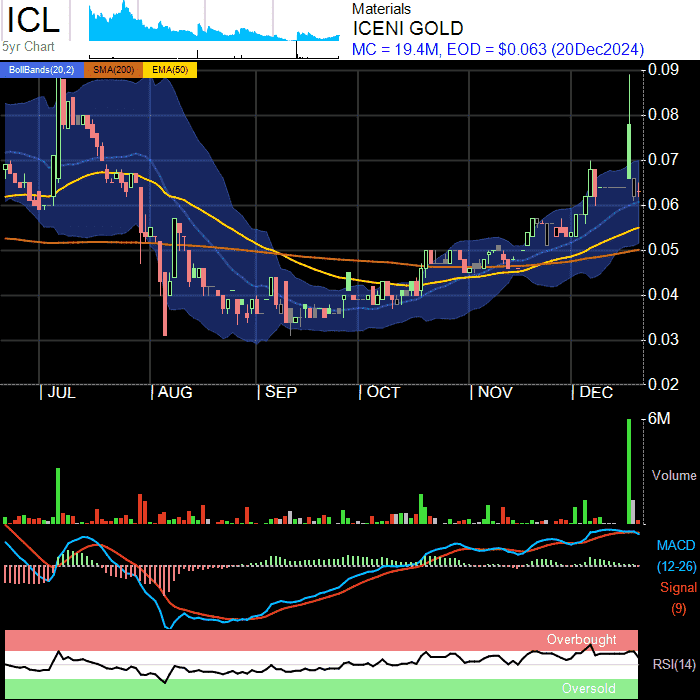 ICL
5yr Chart
Materials
ICENI GOLD
MC = 19.4M, EOD = $0.063 (20Dec2024)
BollBands(20,2) SMA(200) EMA(50)
0.09
0.08
0.07
0.06
0.05
0.04
0.03
0.02
JUL AUG SEP OCT NOV DEC
6M
Volume
MACD
(12-26)
Signal
(9)
Overbought
RSI(14)
Oversold